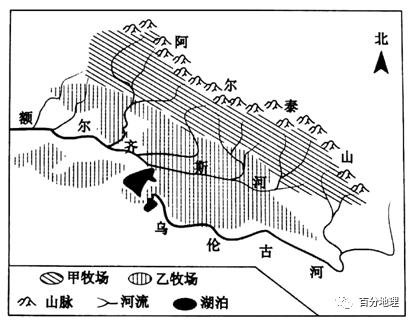 阿尔泰山
北
额尔齐斯河
乌伦古河
甲牧场 乙牧场
山脉 河流 湖泊
百分地理